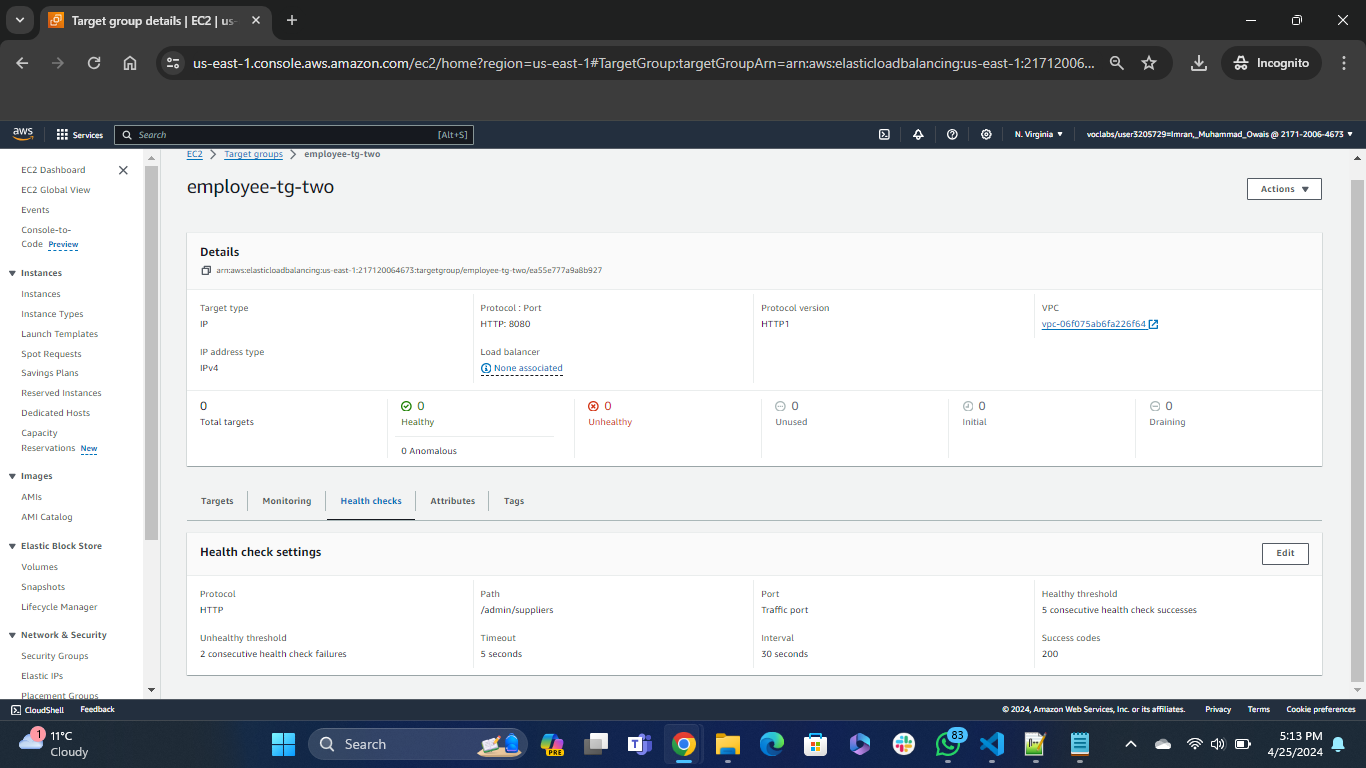 Target group details | EC2 | us-
us-east-1.console.aws.amazon.com/ec2/home?region=us-east-1#TargetGroup:targetGroupArn=arn:aws:elasticloadbalancing:us-east-1:21712006...
Incognito
aws
Services
Search
[Alt+S]
N. Virginia
voclabs/user3205729=Imran,_Muhammad_Owais @ 2171-2006-4673
EC2 Dashboard
EC2 Global View
Events
Console-to-
Code Preview
Instances
Instances
Instance Types
Launch Templates
Spot Requests
Savings Plans
Reserved Instances
Dedicated Hosts
Capacity
Reservations New
Images
AMIs
AMI Catalog
Elastic Block Store
Volumes
Snapshots
Lifecycle Manager
Network & Security
Security Groups
Elastic IPs
Placement Groups
EC2
Target groups
employee-tg-two
employee-tg-two
Actions
Details
arn:aws:elasticloadbalancing:us-east-1:217120064673:targetgroup/employee-tg-two/ea55e777a9a8b927
Target type
IP
Protocol : Port
HTTP: 8080
Protocol version
HTTP1
VPC
vpc-06f075ab6fa226f64
IP address type
IPv4
Load balancer
None associated
0
Total targets
0
Healthy
0 Anomalous
0
Unhealthy
0
Unused
0
Initial
0
Draining
Targets
Monitoring
Health checks
Attributes
Tags
Health check settings
Edit
Protocol
HTTP
Path
/admin/suppliers
Port
Traffic port
Healthy threshold
5 consecutive health check successes
Unhealthy threshold
2 consecutive health check failures
Timeout
5 seconds
Interval
30 seconds
Success codes
200
CloudShell
Feedback
© 2024, Amazon Web Services, Inc. or its affiliates.
Privacy
Terms
Cookie preferences
1
11°C
Cloudy
Search
PRE
83
5:13 PM
4/25/2024